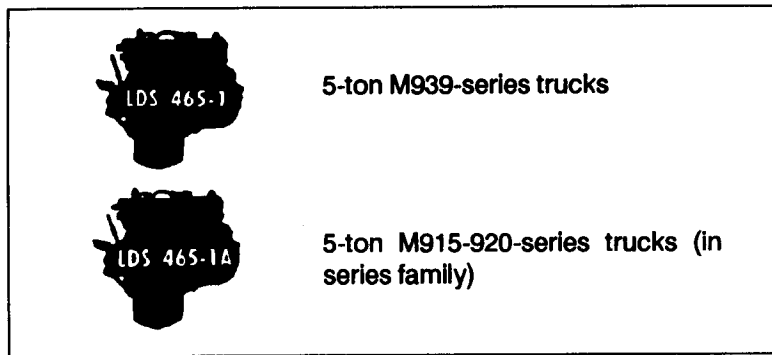 LDS 465-1
5-ton M939-series trucks
LDS 465-1A
5-ton M915-920-series trucks (in
series family)